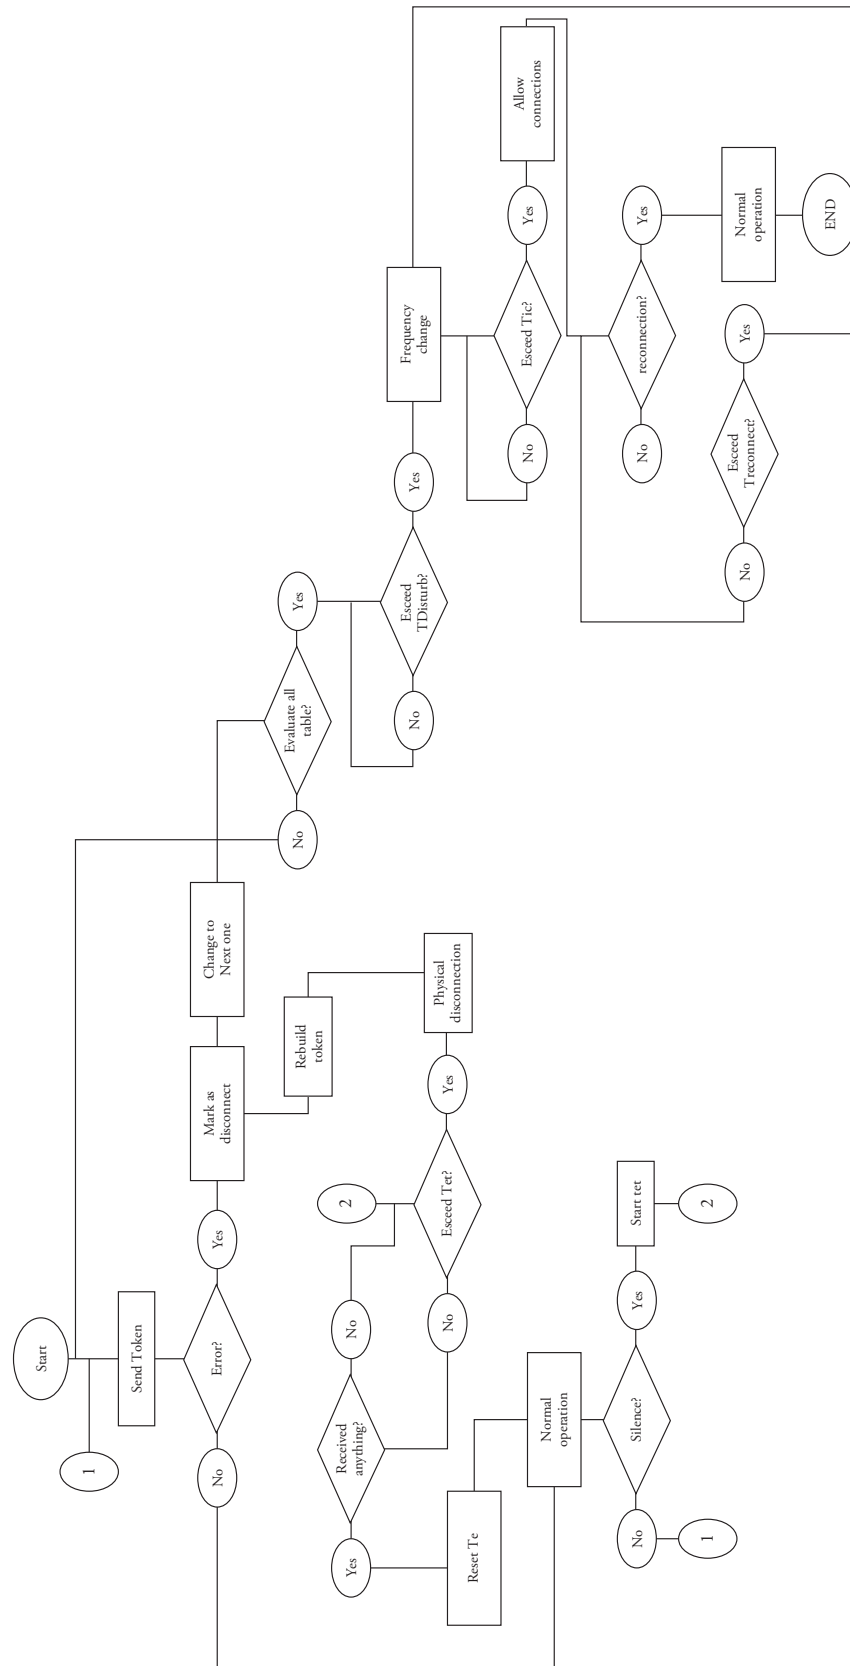 Start
1
Send Token
Error?
No
Yes
Mark as
disconnect
Change to
Next one
Evaluate all
table?
No
Yes
Rebuild
token
Physical
disconnection
Received
anything?
Yes
No
2
Exceed Tet?
No
Yes
Reset Te
Normal
operation
Silence?
No
1
Yes
Start tet
2
Esceed
TDisturb?
No
Yes
Frequency
change
Esceed Tic?
No
Yes
Allow
connections
reconnection?
No
Yes
Normal
operation
END
Esceed
Treconnect?
No
Yes